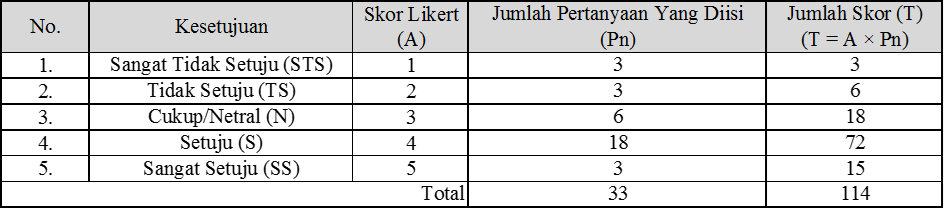 No. Kesetujuan Skor Likert (A) Jumlah Pertanyaan Yang Diisi (Pn) Jumlah Skor (T) (T = A × Pn)
1. Sangat Tidak Setuju (STS) 1 3 3
2. Tidak Setuju (TS) 2 3 6
3. Cukup/Netral (N) 3 6 18
4. Setuju (S) 4 18 72
5. Sangat Setuju (SS) 5 3 15
Total 33 114